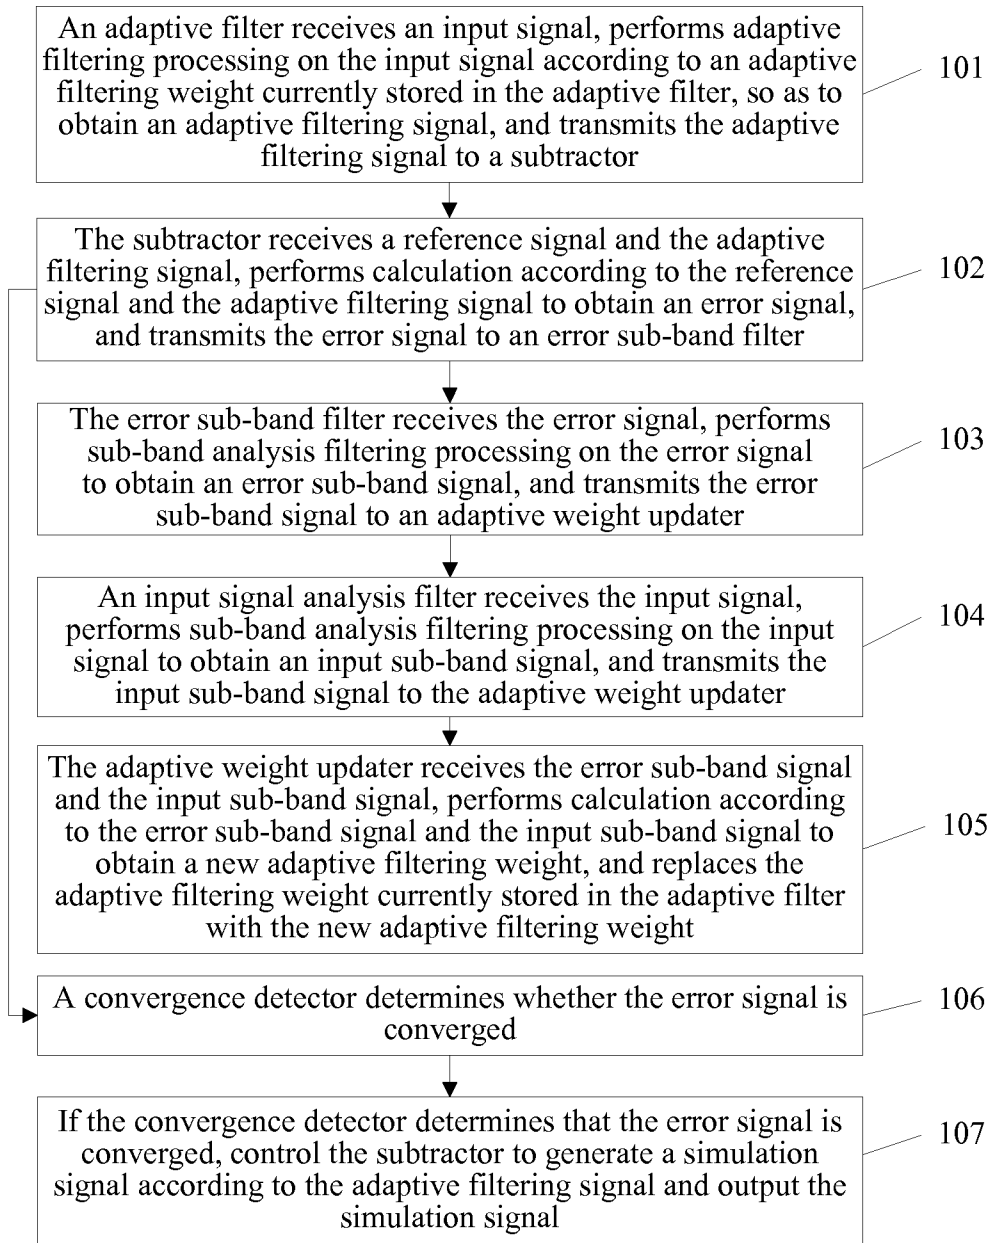 An adaptive filter receives an input signal, performs adaptive
filtering processing on the input signal according to an adaptive
filtering weight currently stored in the adaptive filter, so as to
obtain an adaptive filtering signal, and transmits the adaptive
filtering signal to a subtractor
101
The subtractor receives a reference signal and the adaptive
filtering signal, performs calculation according to the reference
signal and the adaptive filtering signal to obtain an error signal,
and transmits the error signal to an error sub-band filter
102
The error sub-band filter receives the error signal, performs
sub-band analysis filtering processing on the error signal
to obtain an error sub-band signal, and transmits the error
sub-band signal to an adaptive weight updater
103
An input signal analysis filter receives the input signal,
performs sub-band analysis filtering processing on the input
signal to obtain an input sub-band signal, and transmits the
input sub-band signal to the adaptive weight updater
104
The adaptive weight updater receives the error sub-band signal
and the input sub-band signal, performs calculation according
to the error sub-band signal and the input sub-band signal to
obtain a new adaptive filtering weight, and replaces the
adaptive filtering weight currently stored in the adaptive filter
with the new adaptive filtering weight
105
A convergence detector determines whether the error signal is
converged
106
If the convergence detector determines that the error signal is
converged, control the subtractor to generate a simulation
signal according to the adaptive filtering signal and output the
simulation signal
107